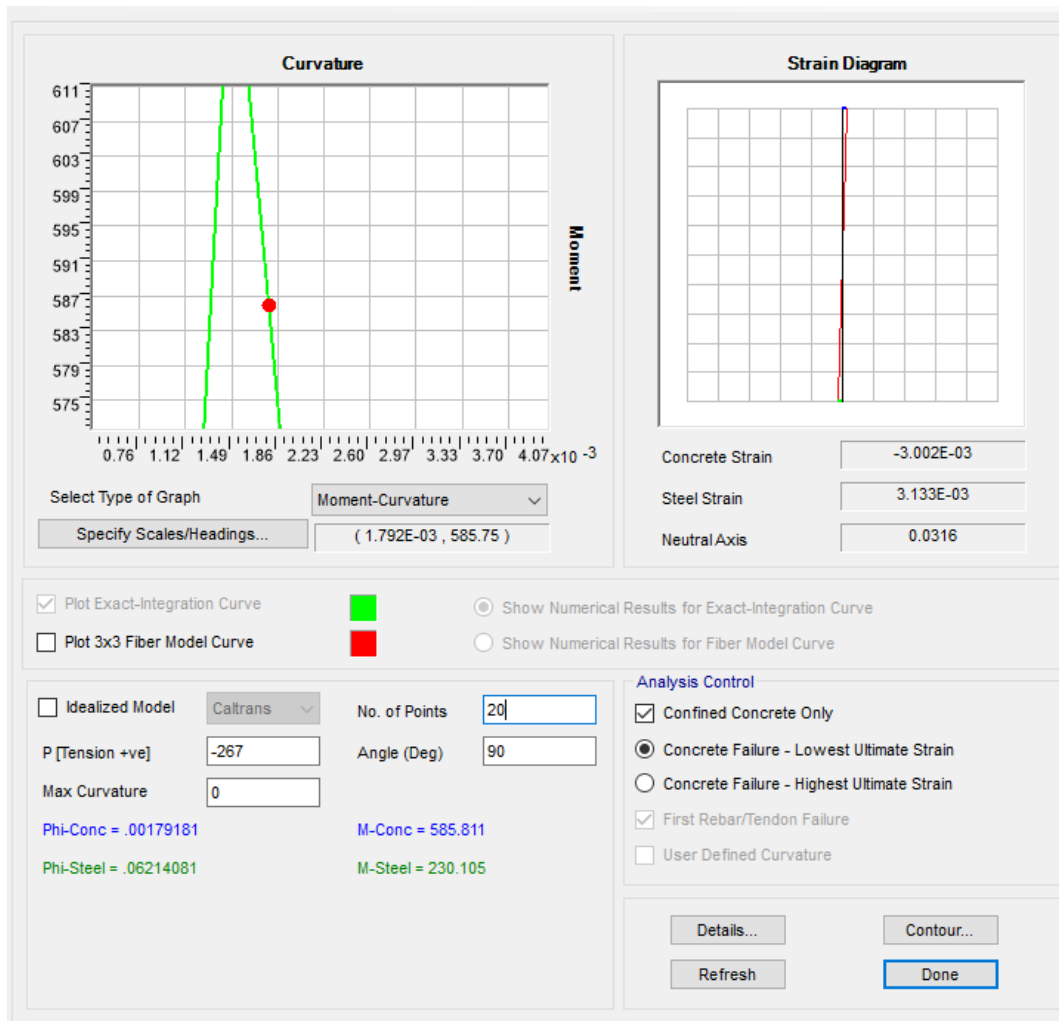 Curvature
611
607
603
599
595
591
587
583
579
575
0.76 1.12 1.49 1.86 2.23 2.60 2.97 3.33 3.70 4.07 x10 -3
Moment
Select Type of Graph Moment-Curvature
Specify Scales/Headings... ( 1.792E-03 , 585.75 )
Strain Diagram
Concrete Strain -3.002E-03
Steel Strain 3.133E-03
Neutral Axis 0.0316
Plot Exact-Integration Curve Show Numerical Results for Exact-Integration Curve
Plot 3x3 Fiber Model Curve Show Numerical Results for Fiber Model Curve
Idealized Model Caltrans No. of Points 20
P [Tension +ve] -267 Angle (Deg) 90
Max Curvature 0
Phi-Conc = .00179181 M-Conc = 585.811
Phi-Steel = .06214081 M-Steel = 230.105
Analysis Control
Confined Concrete Only
Concrete Failure - Lowest Ultimate Strain
Concrete Failure - Highest Ultimate Strain
First Rebar/Tendon Failure
User Defined Curvature
Details... Contour...
Refresh Done